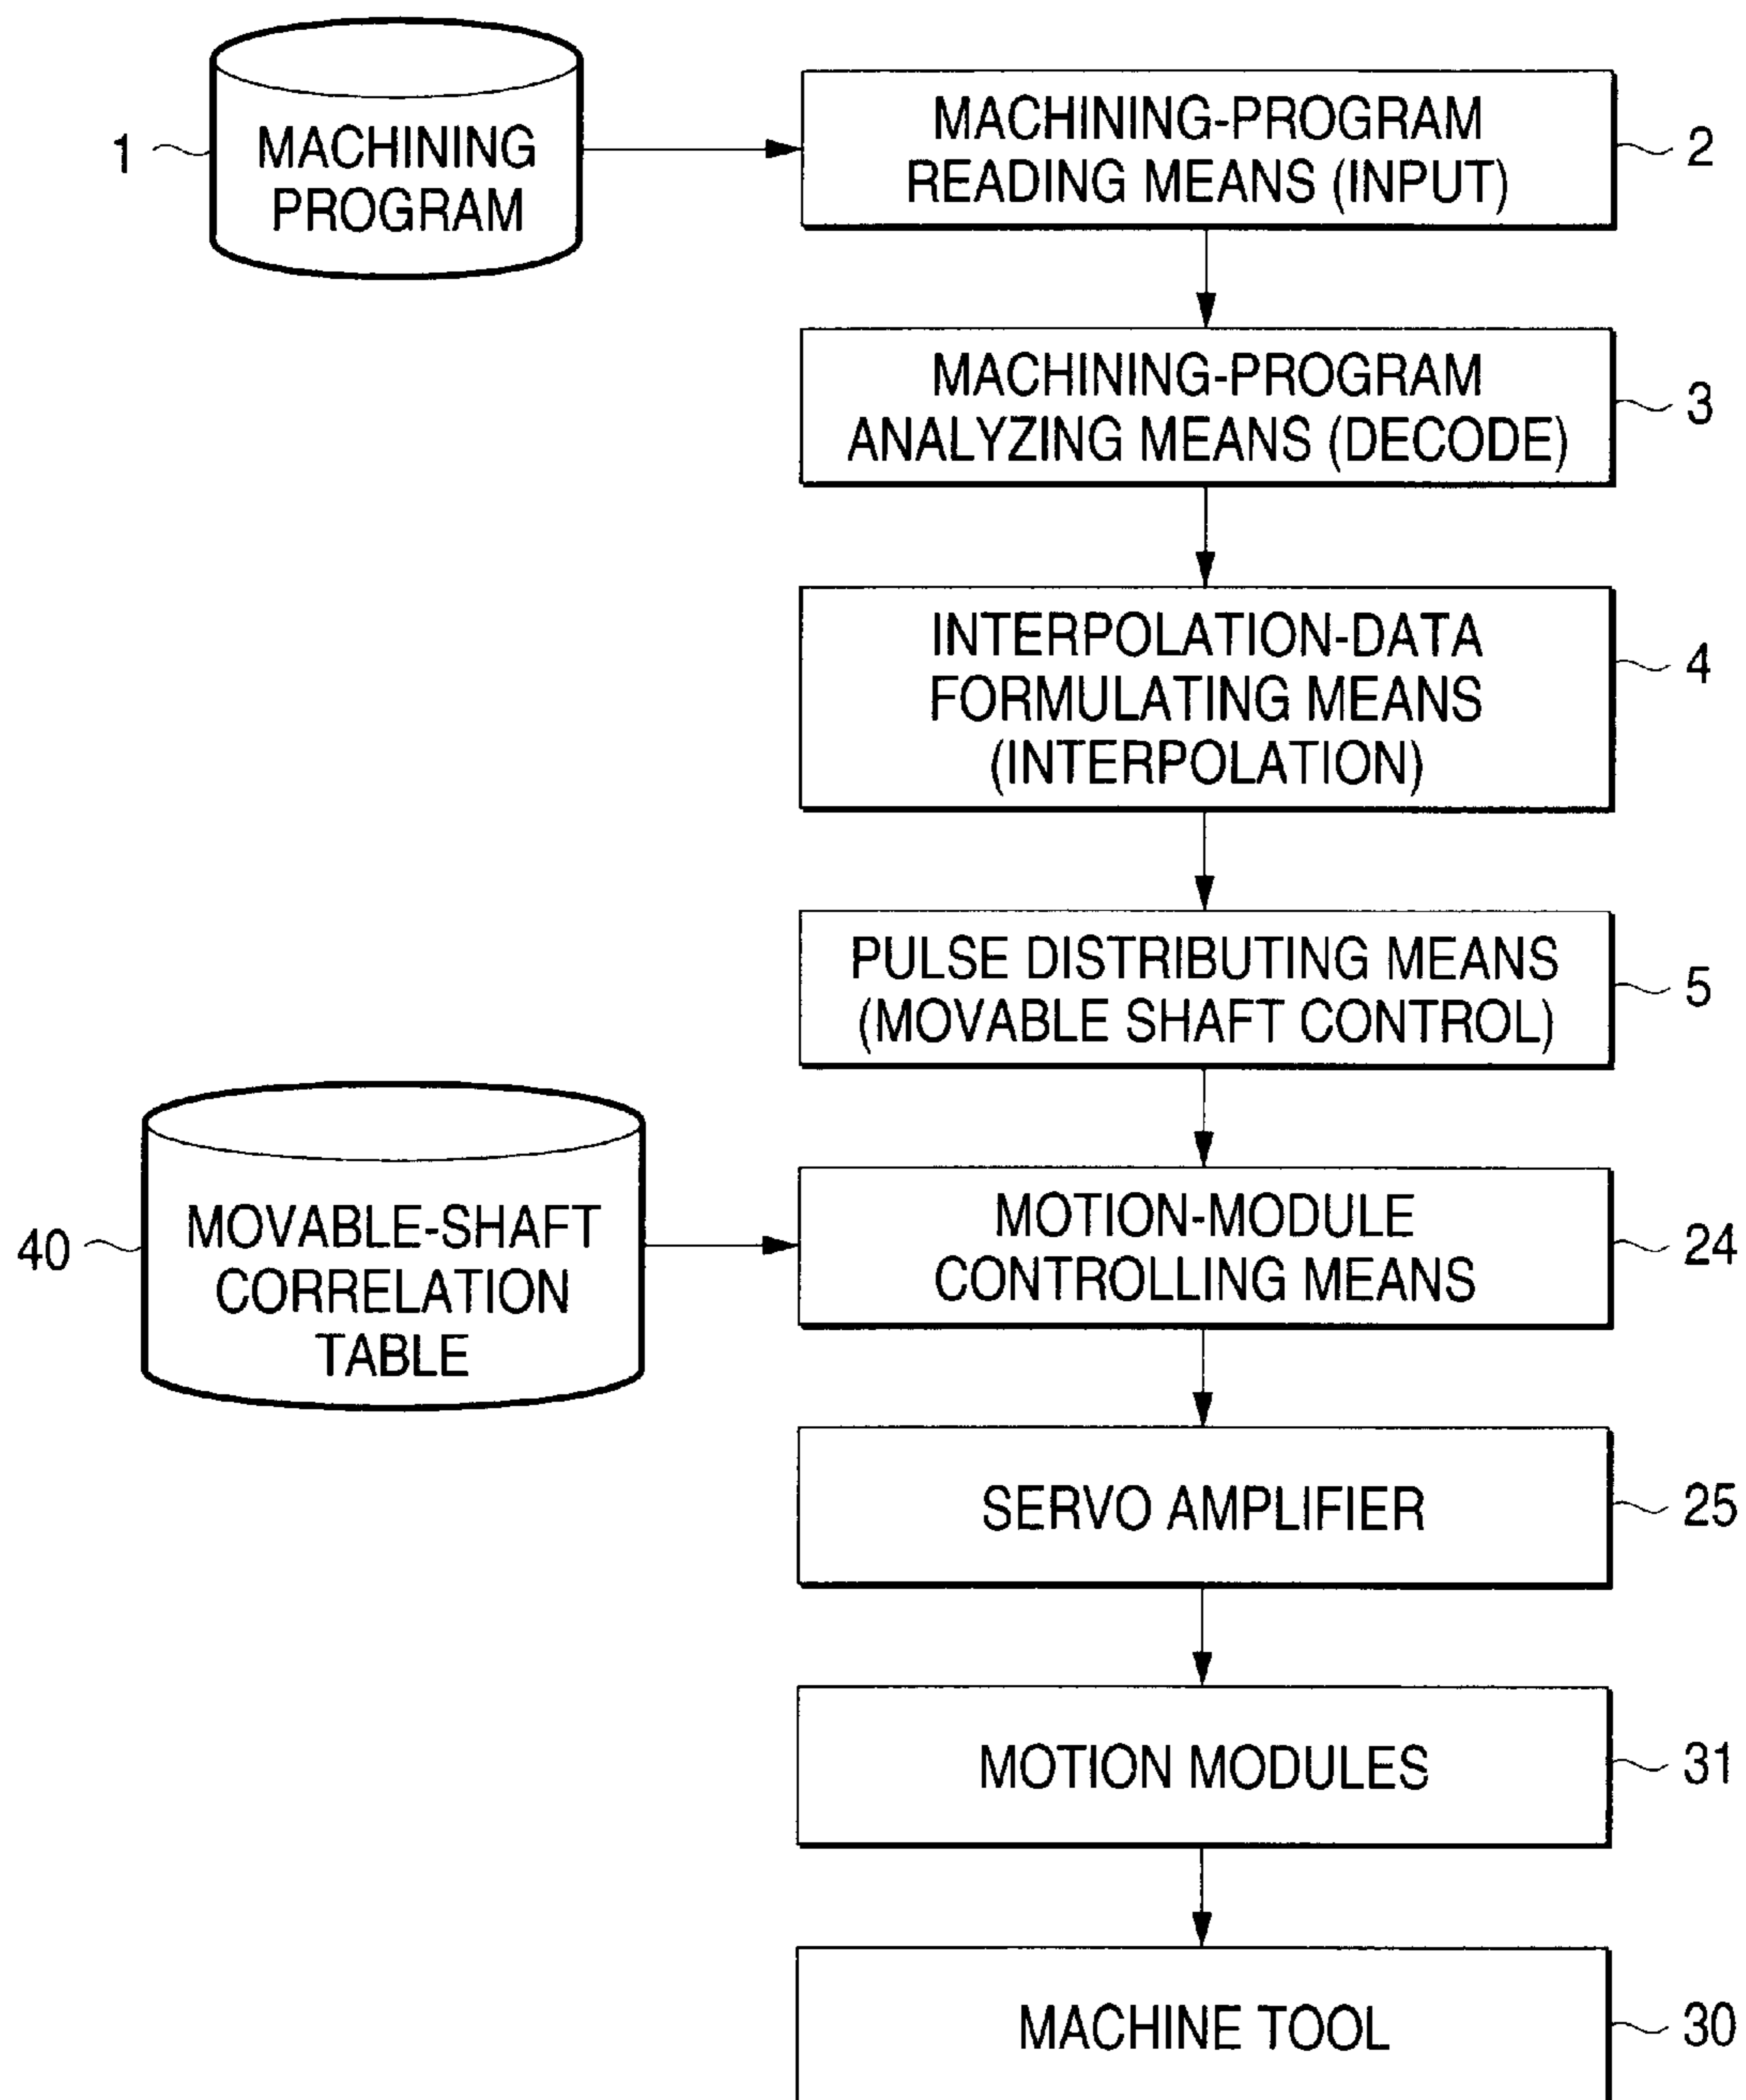 1
MACHINING
PROGRAM
MACHINING-PROGRAM
READING MEANS (INPUT)
2
MACHINING-PROGRAM
ANALYZING MEANS (DECODE)
3
INTERPOLATION-DATA
FORMULATING MEANS
(INTERPOLATION)
4
PULSE DISTRIBUTING MEANS
(MOVABLE SHAFT CONTROL)
5
40
MOVABLE-SHAFT
CORRELATION
TABLE
MOTION-MODULE
CONTROLLING MEANS
24
SERVO AMPLIFIER
25
MOTION MODULES
31
MACHINE TOOL
30